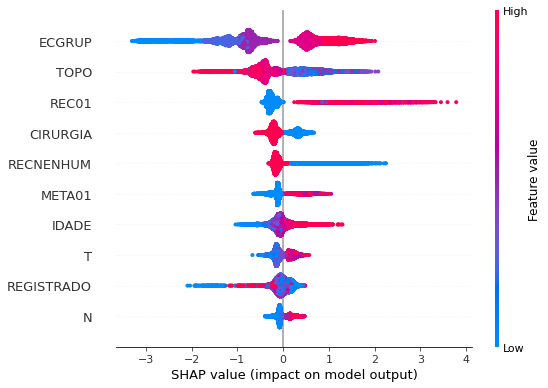 High
ECGRUP
TOPO
REC01
CIRURGIA
RECNENHUM
META01
IDADE
T
REGISTRADO
N
Feature value
Low
−3 −2 −1 0 1 2 3 4
SHAP value (impact on model output)